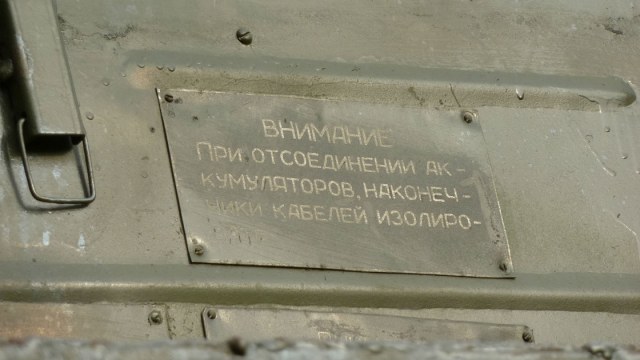 ВНИМАНИЕ
ПРИ ОТСОЕДИНЕНИИ АК-
КУМУЛЯТОРОВ, НАКОНЕЧ-
НИКИ КАБЕЛЕЙ ИЗОЛИРО-